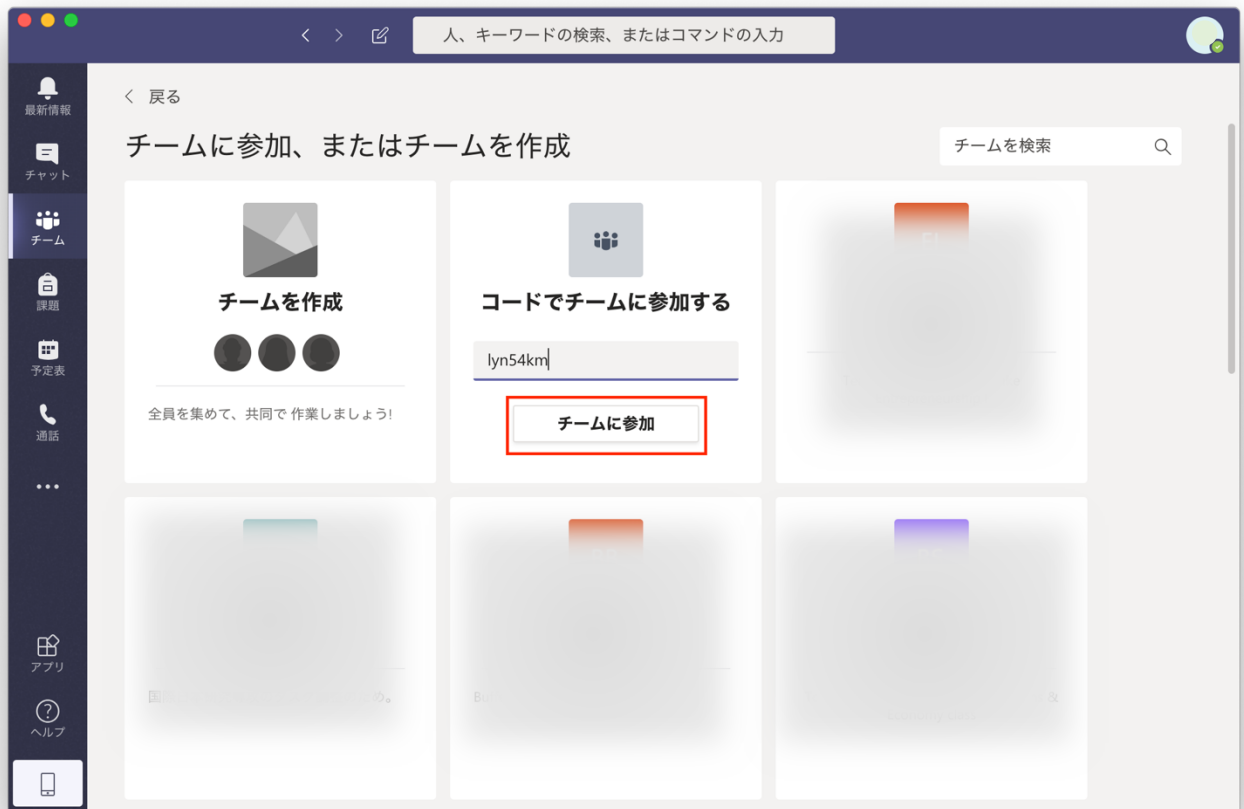 人、キーワードの検索、またはコマンドの入力
最新情報
チャット
チーム
課題
予定表
通話
アプリ
ヘルプ
戻る
チームに参加、またはチームを作成
チームを検索
チームを作成
全員を集めて、共同で 作業しましょう!
コードでチームに参加する
lyn54km
チームに参加